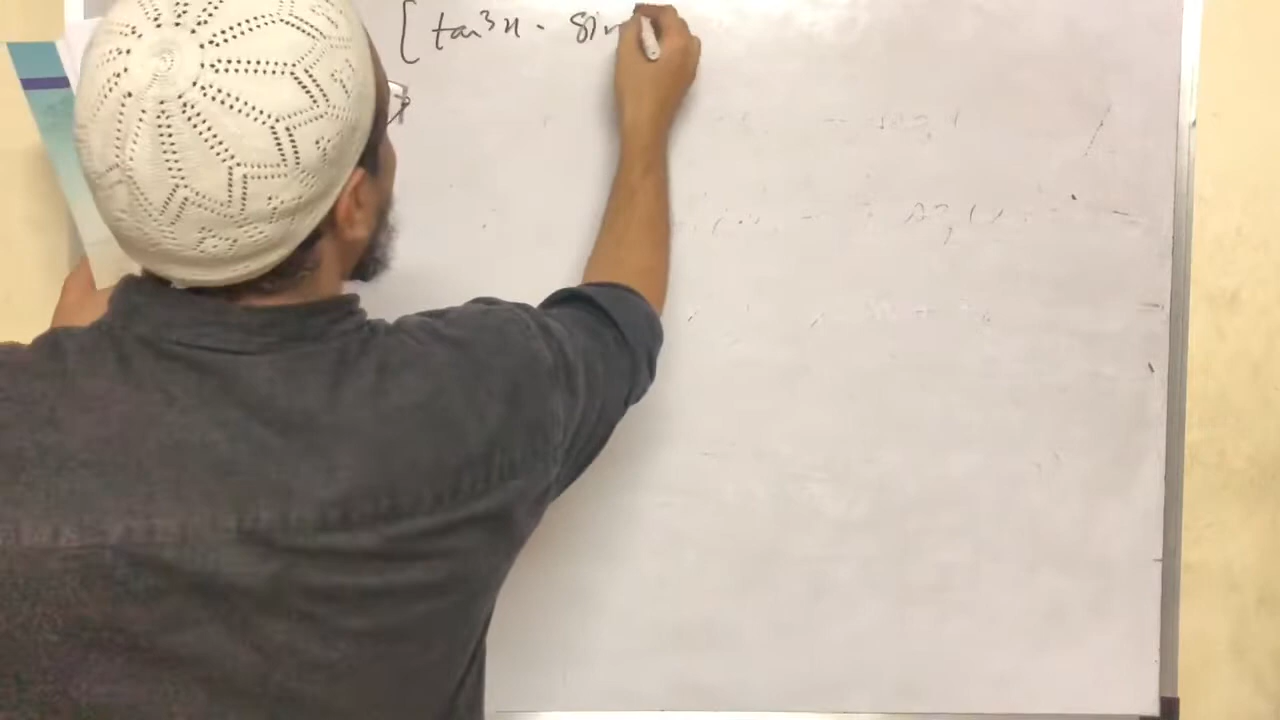 [ tan³x · sin